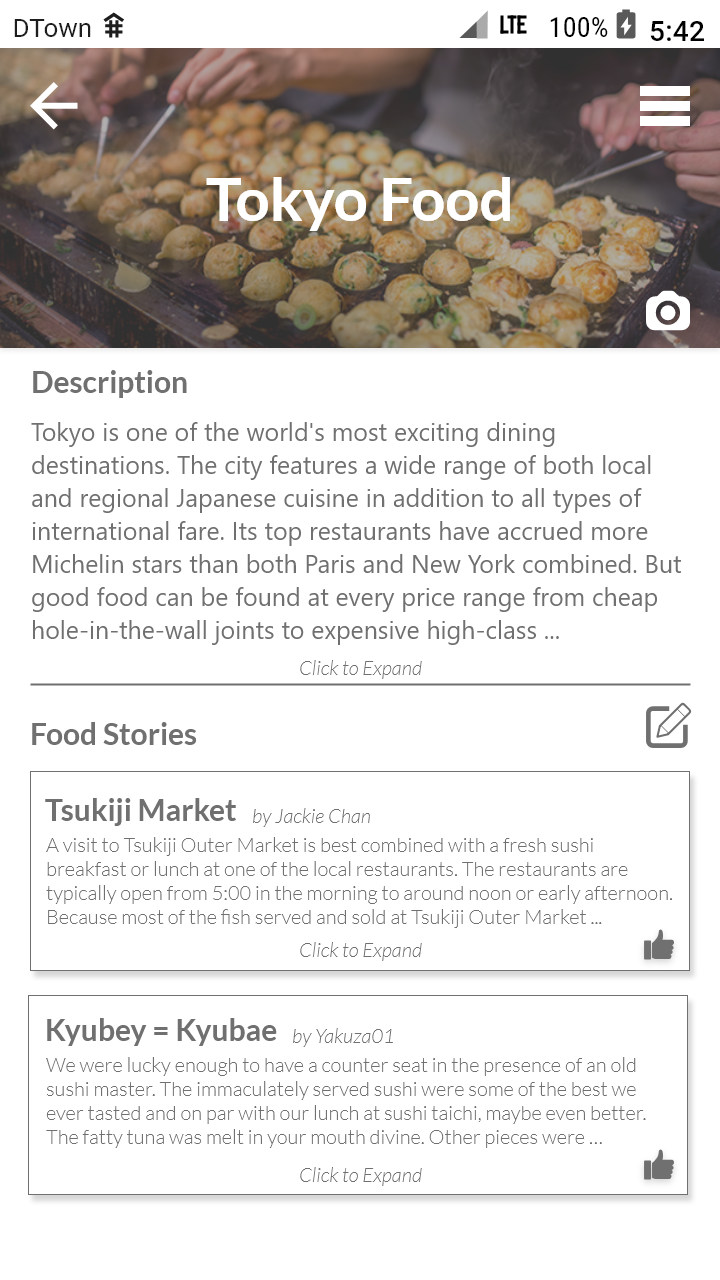 DTown LTE 100% 5:42
Tokyo Food
Description
Tokyo is one of the world's most exciting dining
destinations. The city features a wide range of both local
and regional Japanese cuisine in addition to all types of
international fare. Its top restaurants have accrued more
Michelin stars than both Paris and New York combined. But
good food can be found at every price range from cheap
hole-in-the-wall joints to expensive high-class ...
Click to Expand
Food Stories
Tsukiji Market by Jackie Chan
A visit to Tsukiji Outer Market is best combined with a fresh sushi
breakfast or lunch at one of the local restaurants. The restaurants are
typically open from 5:00 in the morning to around noon or early afternoon.
Because most of the fish served and sold at Tsukiji Outer Market ...
Click to Expand
Kyubey = Kyubae by Yakuza01
We were lucky enough to have a counter seat in the presence of an old
sushi master. The immaculately served sushi were some of the best we
ever tasted and on par with our lunch at sushi taichi, maybe even better.
The fatty tuna was melt in your mouth divine. Other pieces were ...
Click to Expand